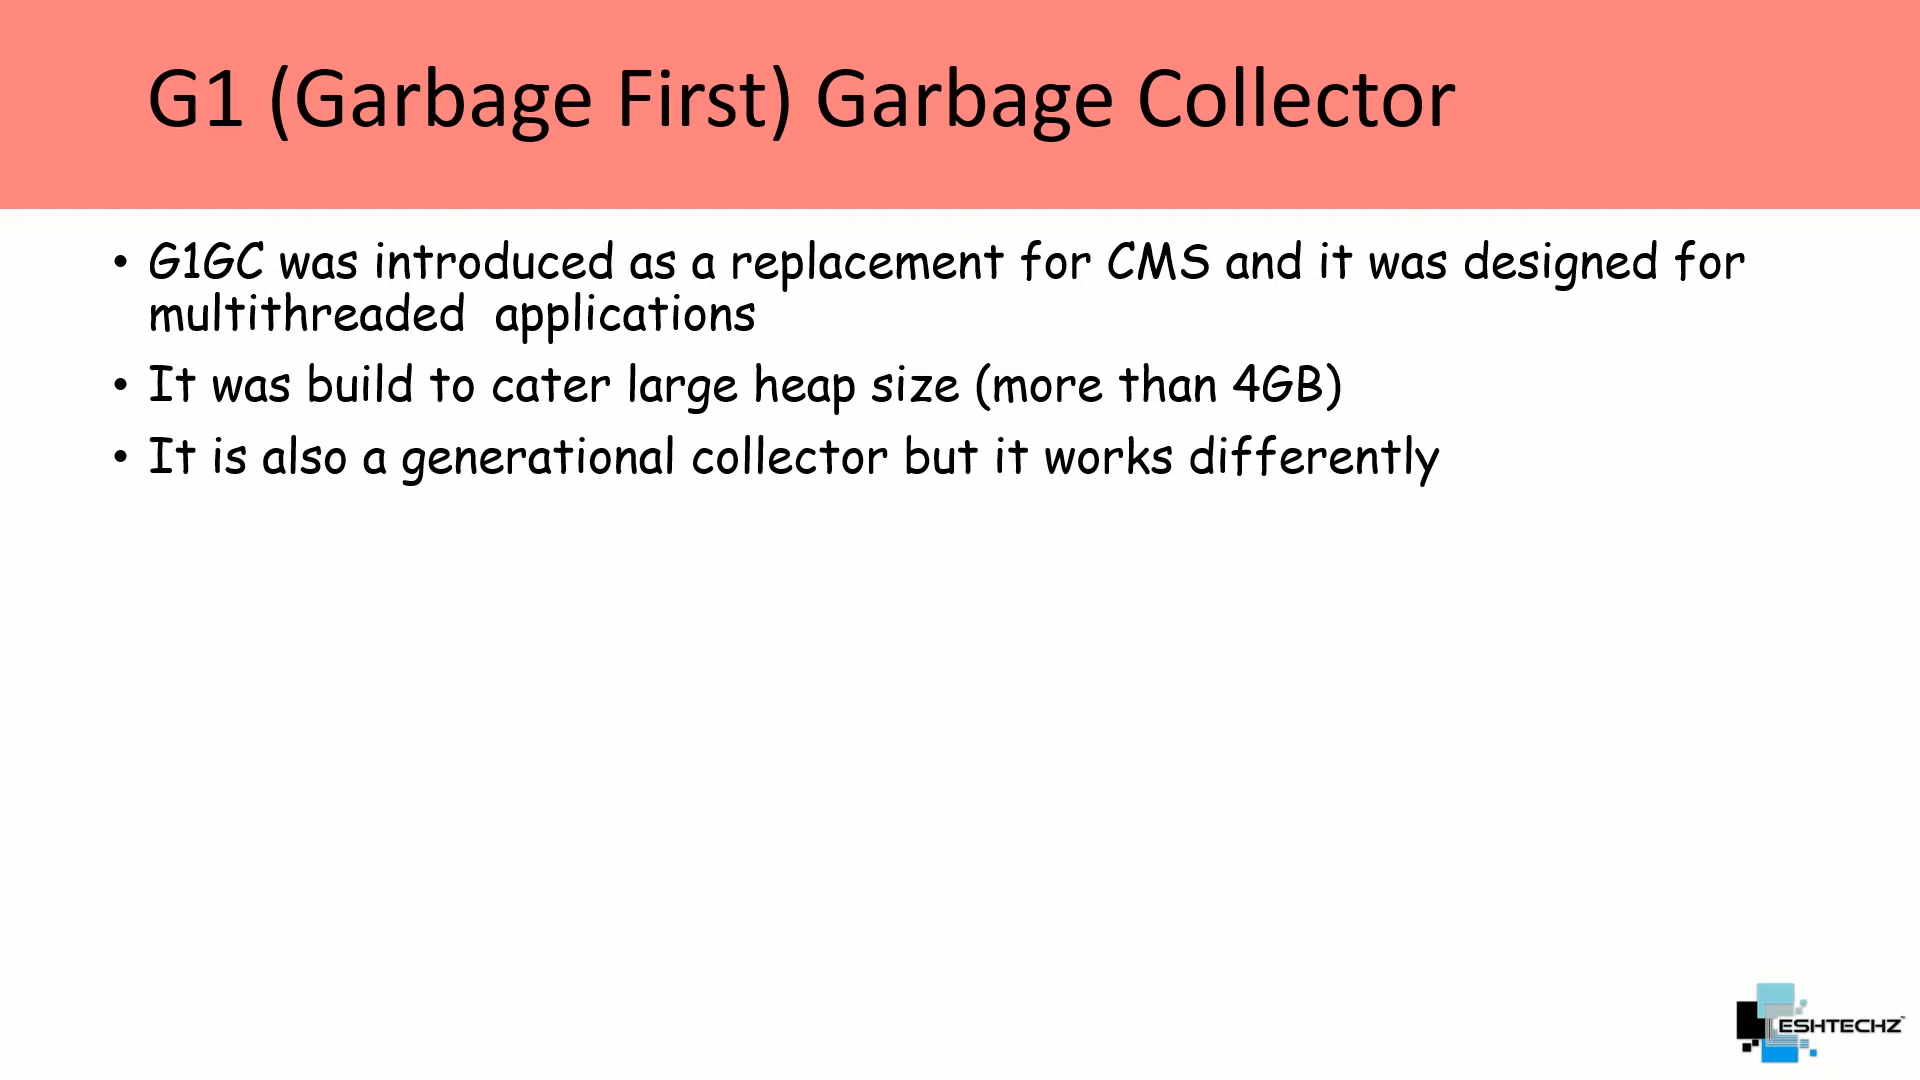 G1 (Garbage First) Garbage Collector
• G1GC was introduced as a replacement for CMS and it was designed for
multithreaded  applications
• It was build to cater large heap size (more than 4GB)
• It is also a generational collector but it works differently
ESHTECHZ™